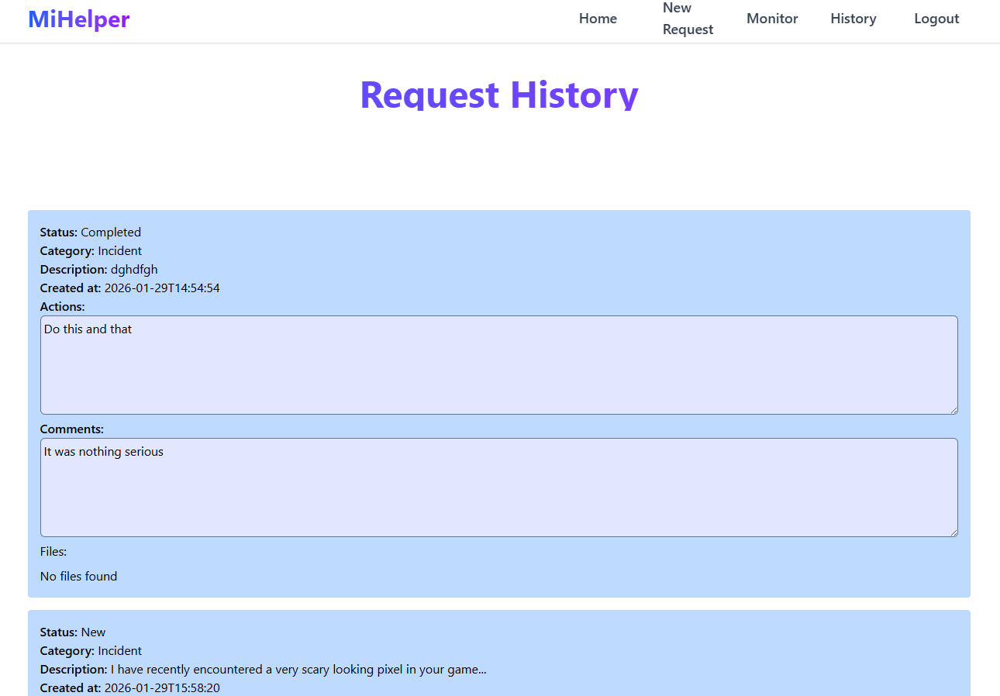 MiHelper
Home
New
Request
Monitor
History
Logout
Request History
Status: Completed
Category: Incident
Description: dghdfgh
Created at: 2026-01-29T14:54:54
Actions:
Do this and that
Comments:
It was nothing serious
Files:
No files found
Status: New
Category: Incident
Description: I have recently encountered a very scary looking pixel in your game...
Created at: 2026-01-29T15:58:20